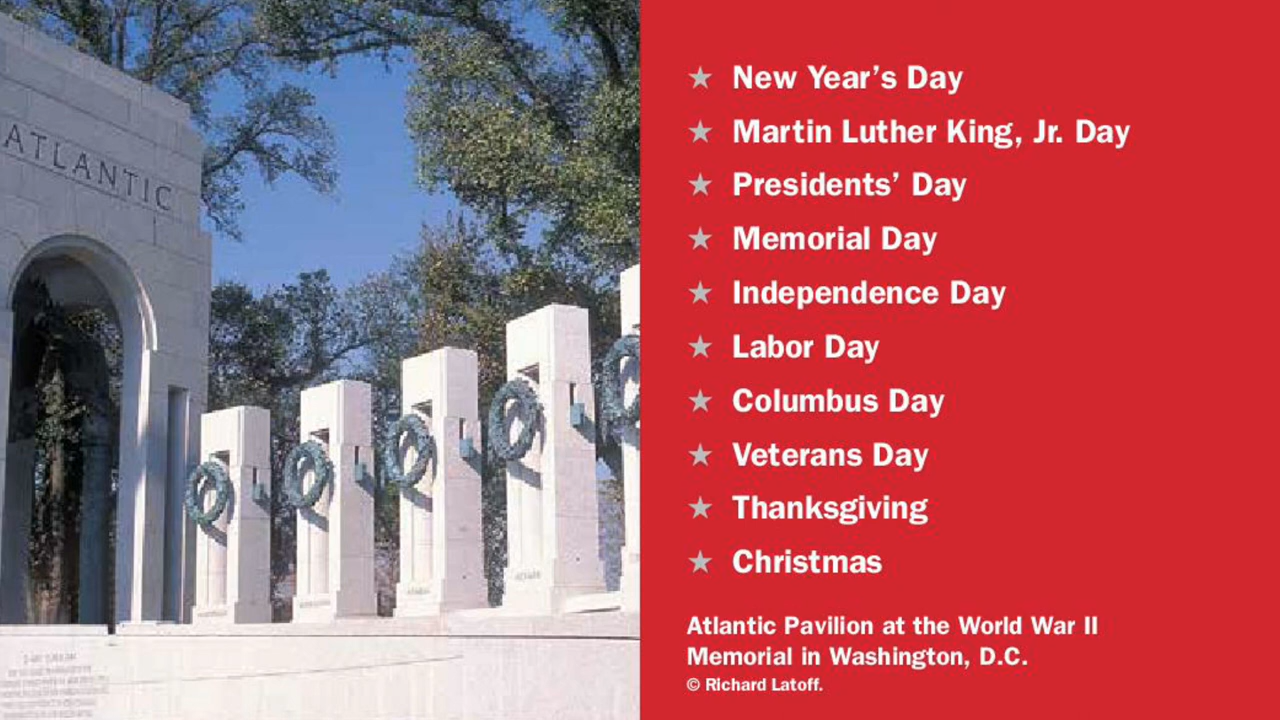 ATLANTIC
★ New Year’s Day
★ Martin Luther King, Jr. Day
★ Presidents’ Day
★ Memorial Day
★ Independence Day
★ Labor Day
★ Columbus Day
★ Veterans Day
★ Thanksgiving
★ Christmas
Atlantic Pavilion at the World War II
Memorial in Washington, D.C.
© Richard Latoff.